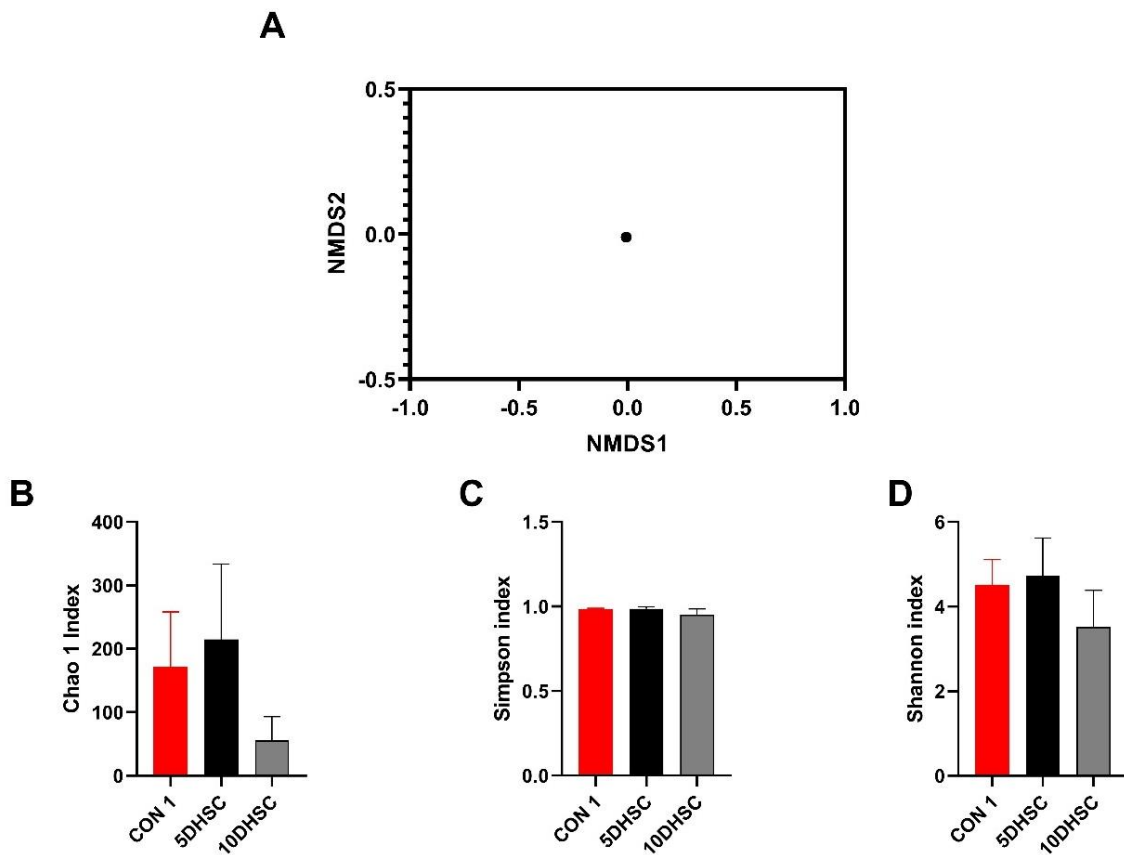 A
0.5
0.0
-0.5
NMDS2
-1.0 -0.5 0.0 0.5 1.0
NMDS1
B
400
300
200
100
0
Chao 1 Index
CON 1 5DHSC 10DHSC
C
1.5
1.0
0.5
0.0
Simpson index
CON 1 5DHSC 10DHSC
D
6
4
2
0
Shannon index
CON 1 5DHSC 10DHSC